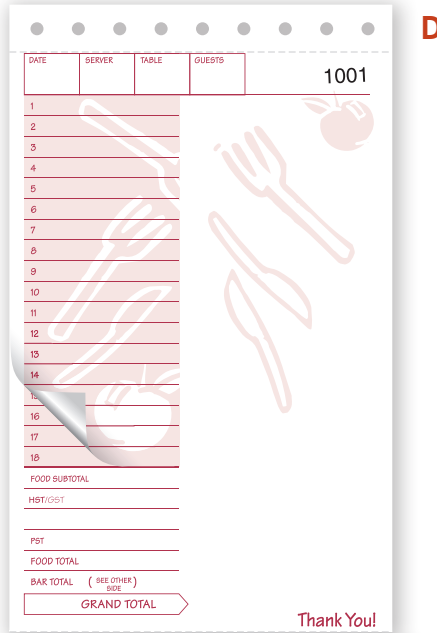 D
DATE SERVER TABLE GUESTS
1001
1
2
3
4
5
6
7
8
9
10
11
12
13
14
15
16
17
18
FOOD SUBTOTAL
HST/GST
PST
FOOD TOTAL
BAR TOTAL (SEE OTHER SIDE)
GRAND TOTAL
Thank You!